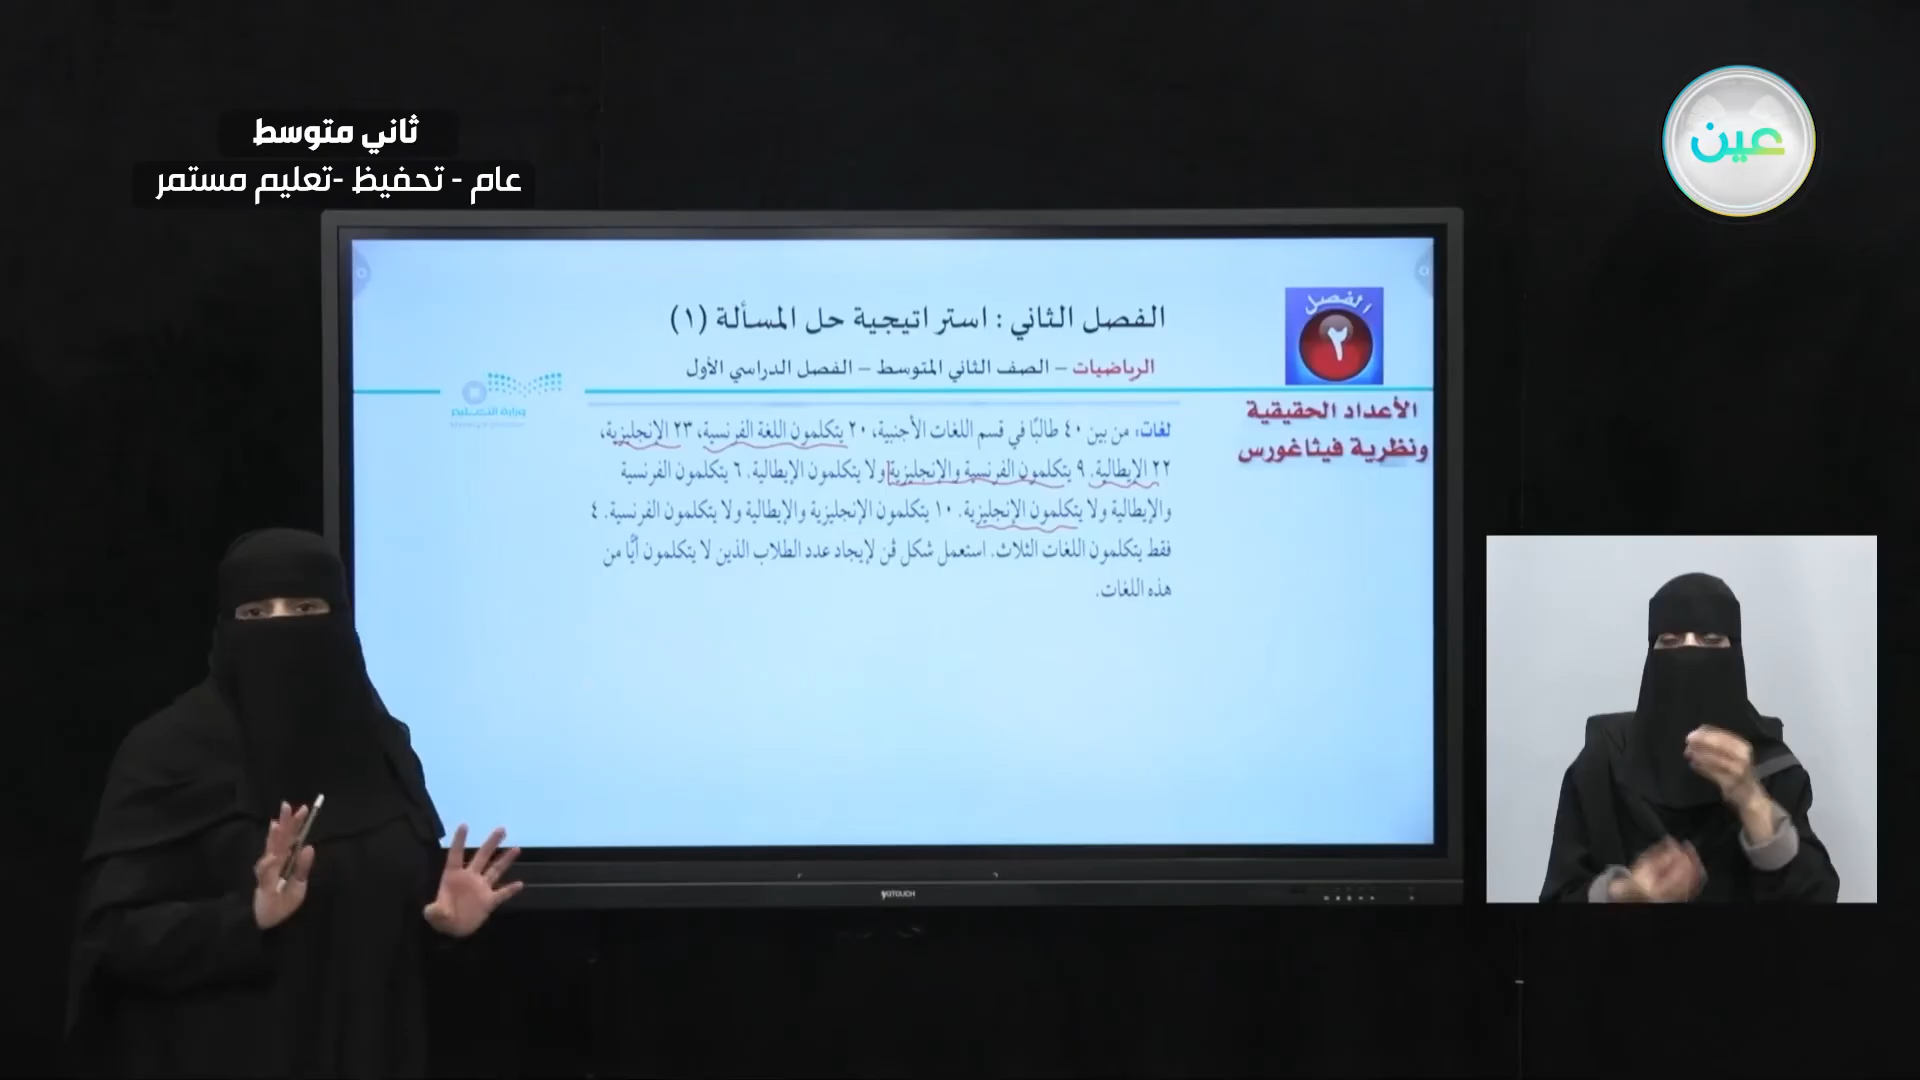 ثاني متوسط
عام - تحفيظ -تعليم مستمر
عين
الفصل
٢
الفصل الثاني : استراتيجية حل المسألة (١)
الرياضيات – الصف الثاني المتوسط – الفصل الدراسي الأول
وزارة التعليم
الأعداد الحقيقية
ونظرية فيثاغورس
لغات: من بين ٤٠ طالبًا في قسم اللغات الأجنبية، ٢٠ يتكلمون اللغة الفرنسية، ٢٣ الإنجليزية،
٢٢ الإيطالية. ٩ يتكلمون الفرنسية والإنجليزية ولا يتكلمون الإيطالية. ٦ يتكلمون الفرنسية
والإيطالية ولا يتكلمون الإنجليزية. ١٠ يتكلمون الإنجليزية والإيطالية ولا يتكلمون الفرنسية. ٤
فقط يتكلمون اللغات الثلاث. استعمل شكل ڤن لإيجاد عدد الطلاب الذين لا يتكلمون أيًّا من
هذه اللغات.